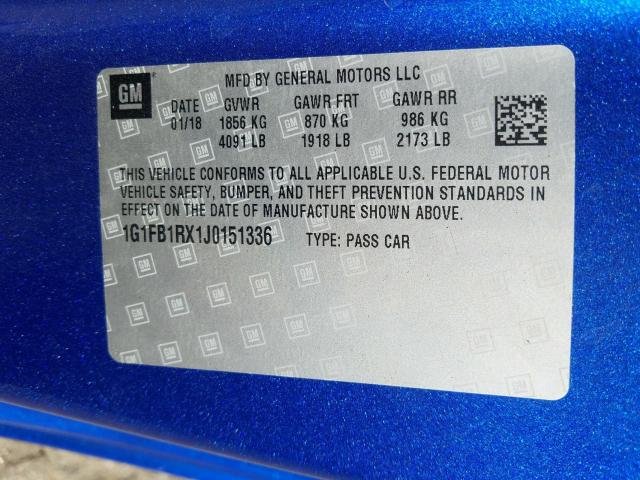 GM
MFD BY GENERAL MOTORS LLC
DATE GVWR GAWR FRT GAWR RR
01/18 1856 KG 870 KG 986 KG
4091 LB 1918 LB 2173 LB
THIS VEHICLE CONFORMS TO ALL APPLICABLE U.S. FEDERAL MOTOR
VEHICLE SAFETY, BUMPER, AND THEFT PREVENTION STANDARDS IN
EFFECT ON THE DATE OF MANUFACTURE SHOWN ABOVE.
1G1FB1RX1J0151336 TYPE: PASS CAR